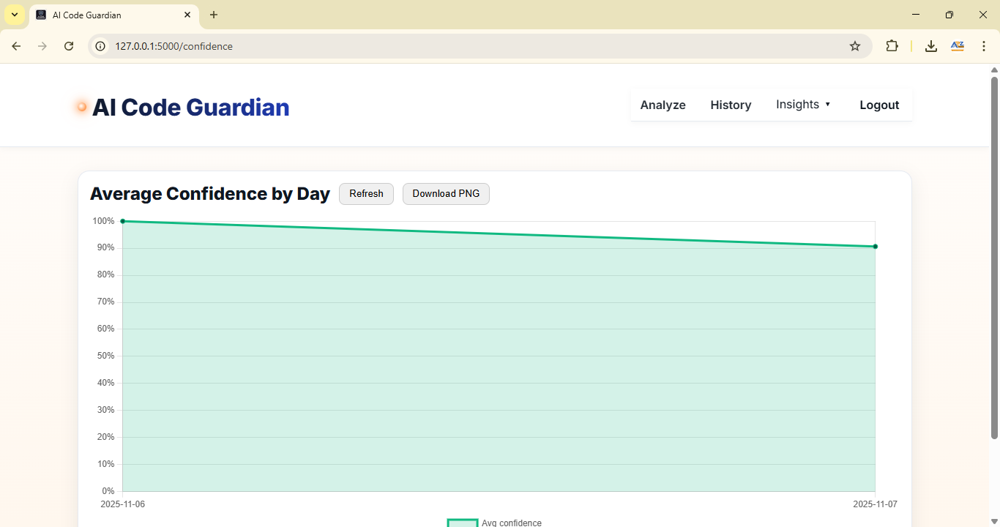 AI Code Guardian
127.0.0.1:5000/confidence
AI Code Guardian
Analyze History Insights ▼ Logout
Average Confidence by Day Refresh Download PNG
100%
90%
80%
70%
60%
50%
40%
30%
20%
10%
0%
2025-11-06 2025-11-07
Avg confidence